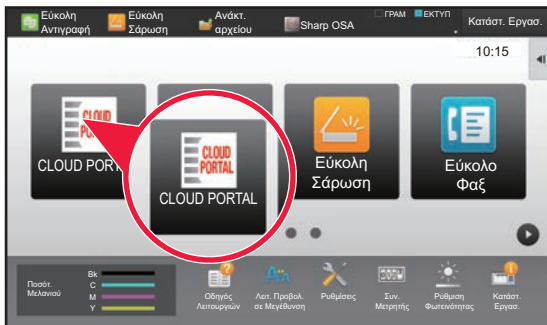 Εύκολη
Αντιγραφή
Εύκολη
Σάρωση
Ανάκτ.
αρχείου
Sharp OSA
ΓΡΑΜ
ΕΚΤΥΠ
Κατάστ. Εργασ.
10:15
CLOUD PORTAL
CLOUD PORT
CLOUD
PORTAL
CLOUD PORTAL
Εύκολη
Σάρωση
Εύκολο
Φαξ
Ποσότ.
Μελανιού
Bk
C
M
Y
Οδηγός
Λειτουργιών
Λειτ. Προβολ.
σε Μεγέθυνση
Ρυθμίσεις
Συν.
Μετρητής
Ρύθμιση
Φωτεινότητας
Κατάστ.
Εργασ.